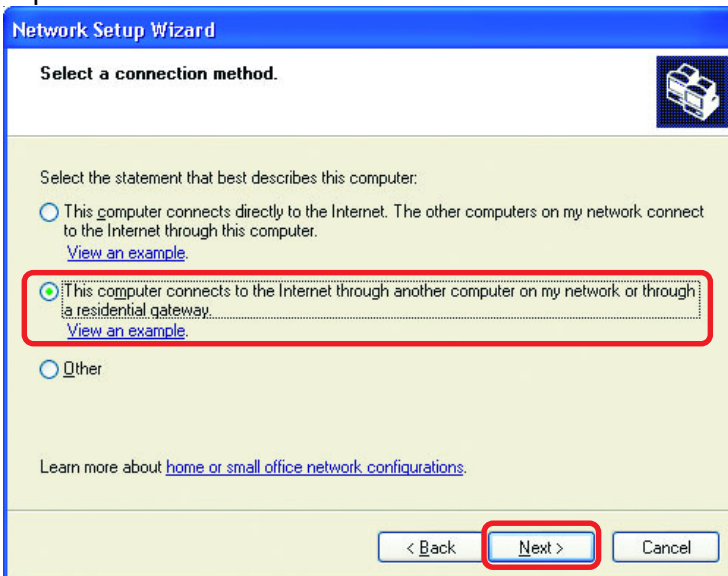 Network Setup Wizard
Select a connection method.
Select the statement that best describes this computer:
This computer connects directly to the Internet. The other computers on my network connect
to the Internet through this computer.
View an example.
This computer connects to the Internet through another computer on my network or through
a residential gateway.
View an example.
Other
Learn more about home or small office network configurations.
< Back Next > Cancel